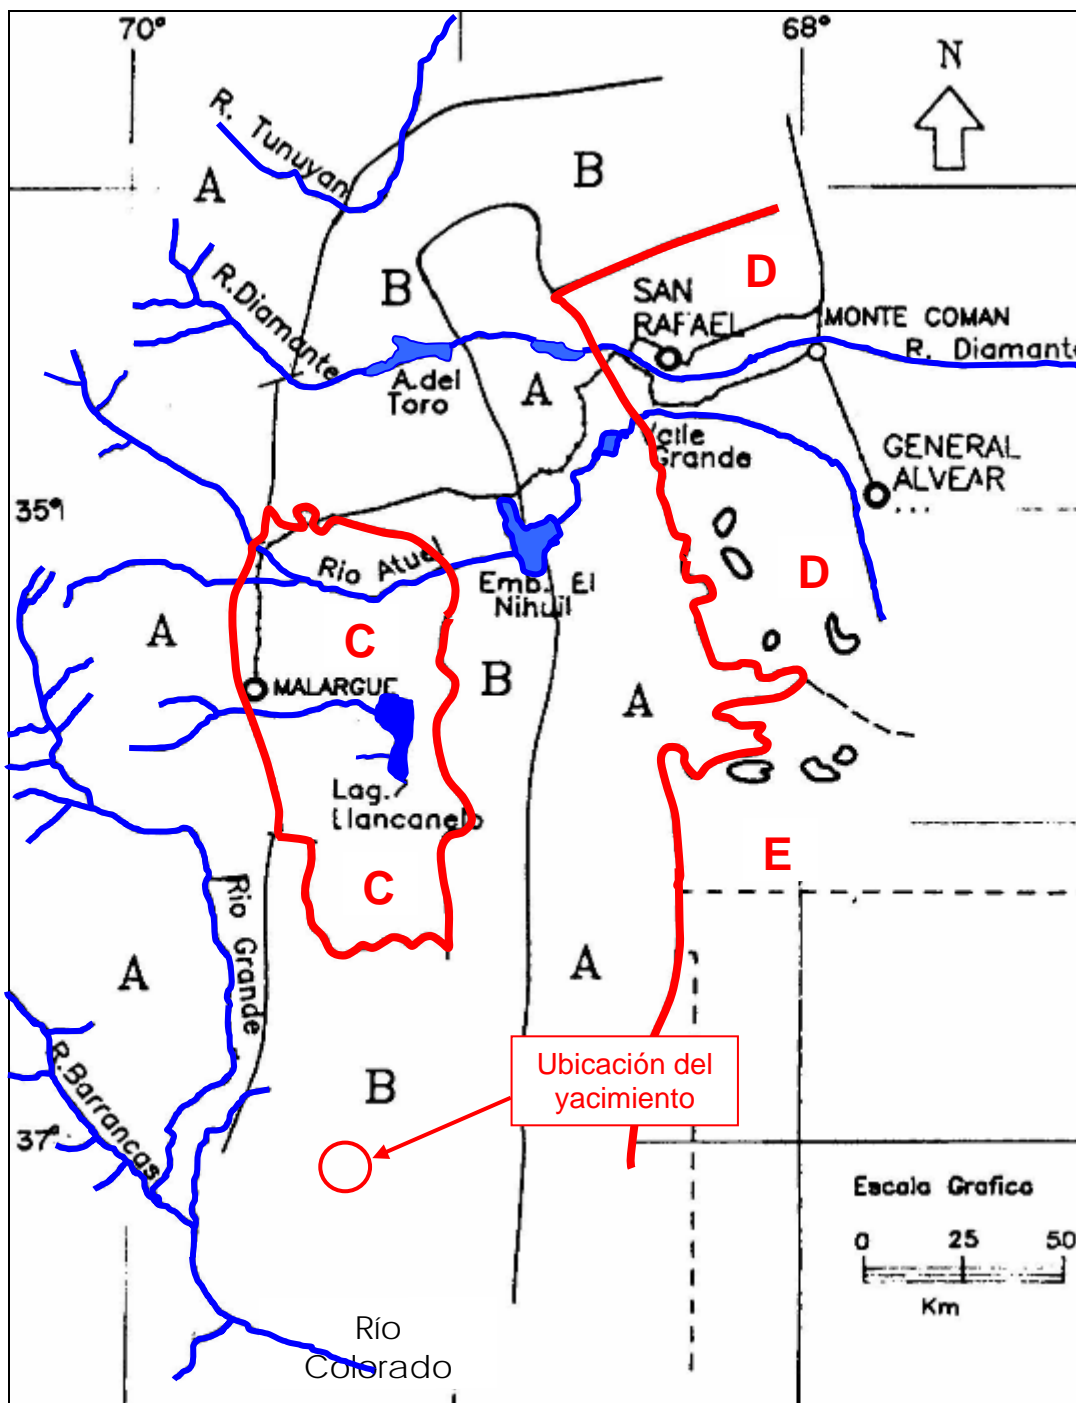 70°
68°
N
R. Tunuyan
A
B
B
D
R.Diamante
SAN
RAFAEL
MONTE COMAN
R. Diamante
A.del
Toro
A
Valle
Grande
GENERAL
ALVEAR
35°
Rio Atuel
Emb. El
Nihuil
D
A
C
B
A
MALARGUE
Lag.
Llancanelo
C
E
Rio Grande
A
A
Ubicación del
yacimiento
R.Barrancas
B
37°
Escala Grafica
0 25 50
Km
Río
Colorado